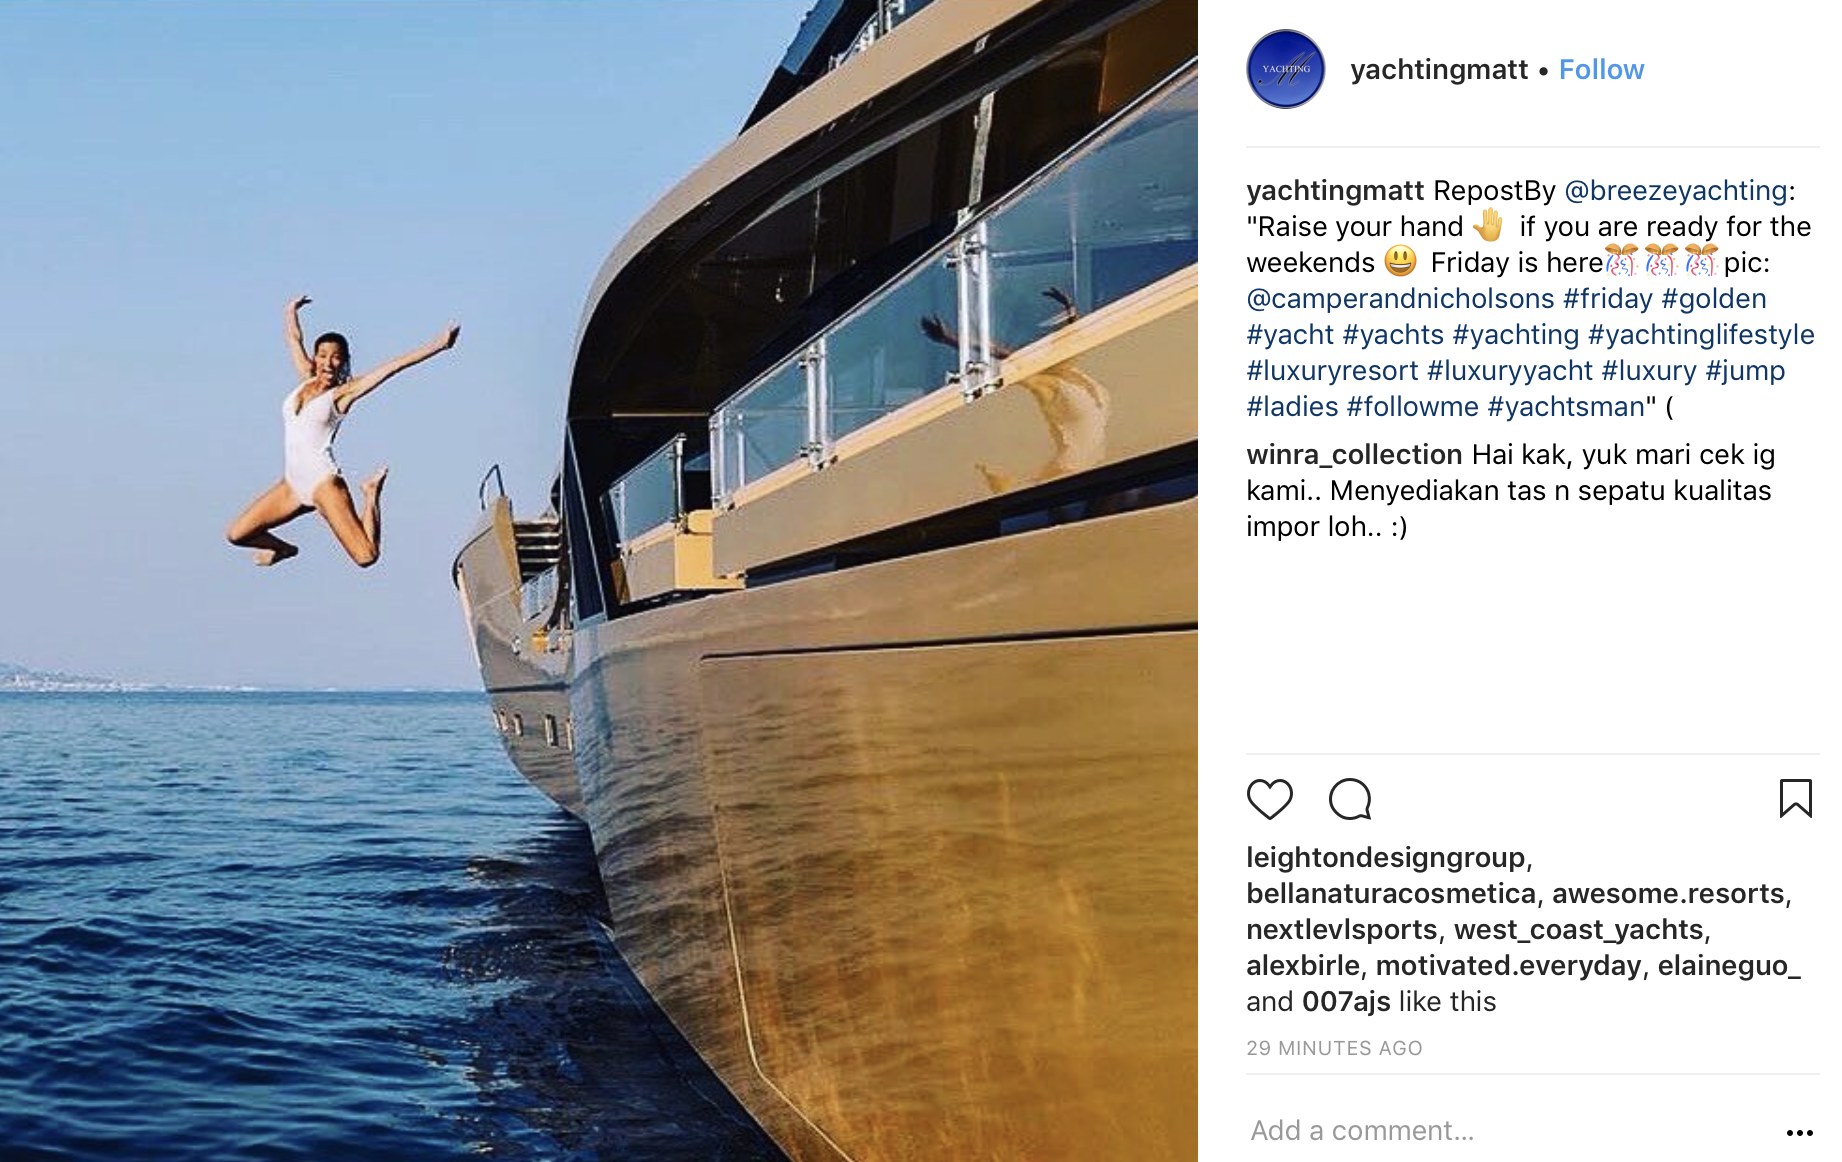 YACHTING
yachtingmatt • Follow
yachtingmatt RepostBy @breezeyachting:
"Raise your hand 🤚 if you are ready for the
weekends 😃 Friday is here🎊🎊🎊 pic:
@camperandnicholsons #friday #golden
#yacht #yachts #yachting #yachtinglifestyle
#luxuryresort #luxuryyacht #luxury #jump
#ladies #followme #yachtsman" (
winra_collection Hai kak, yuk mari cek ig
kami.. Menyediakan tas n sepatu kualitas
impor loh.. :)
leightondesigngroup,
bellanaturacosmetica, awesome.resorts,
nextlevlsports, west_coast_yachts,
alexbirle, motivated.everyday, elaineguo_
and 007ajs like this
29 MINUTES AGO
Add a comment...